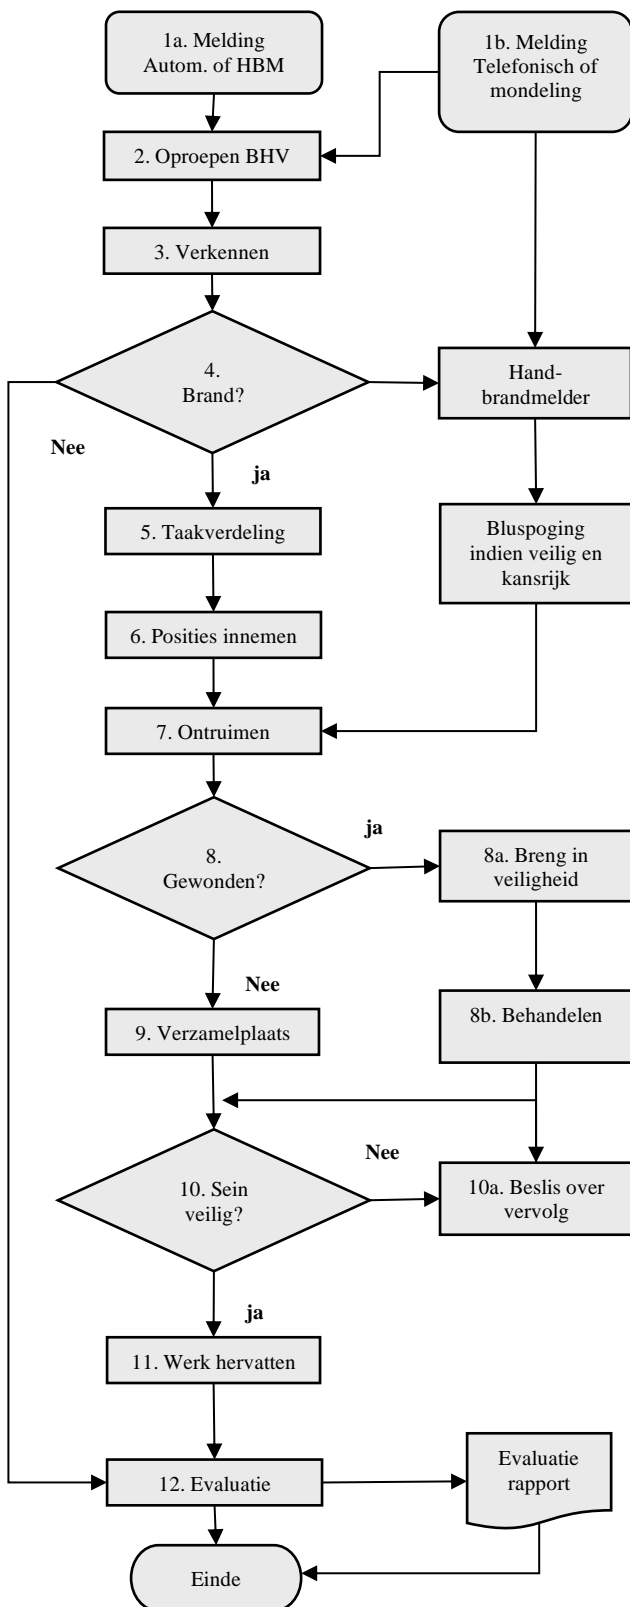 1a. Melding
Autom. of HBM
1b. Melding
Telefonisch of
mondeling
2. Oproepen BHV
3. Verkennen
4.
Brand?
Hand-
brandmelder
Nee
ja
5. Taakverdeling
Bluspoging
indien veilig en
kansrijk
6. Posities innemen
7. Ontruimen
ja
8.
Gewonden?
8a. Breng in
veiligheid
Nee
9. Verzamelplaats
8b. Behandelen
Nee
10. Sein
veilig?
10a. Beslis over
vervolg
ja
11. Werk hervatten
12. Evaluatie
Evaluatie
rapport
Einde